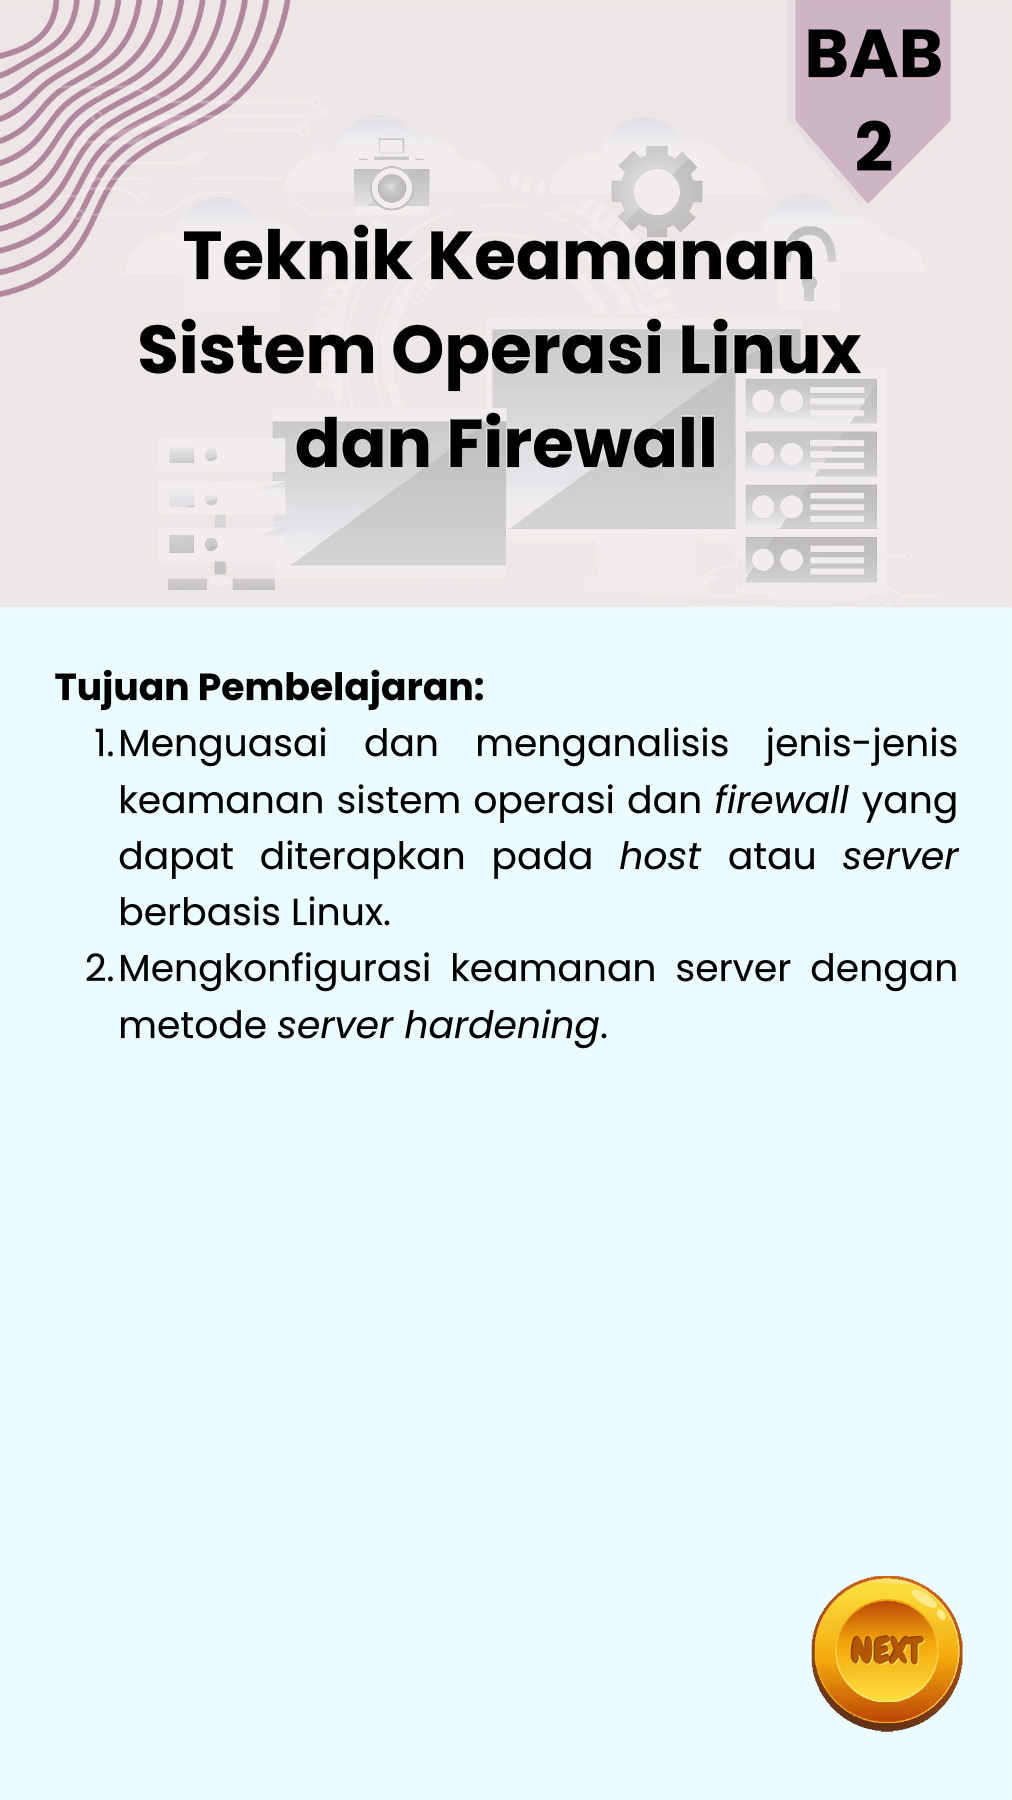 BAB
2
Teknik Keamanan
Sistem Operasi Linux
dan Firewall
Tujuan Pembelajaran:
1. Menguasai dan menganalisis jenis-jenis
keamanan sistem operasi dan firewall yang
dapat diterapkan pada host atau server
berbasis Linux.
2. Mengkonfigurasi keamanan server dengan
metode server hardening.
NEXT